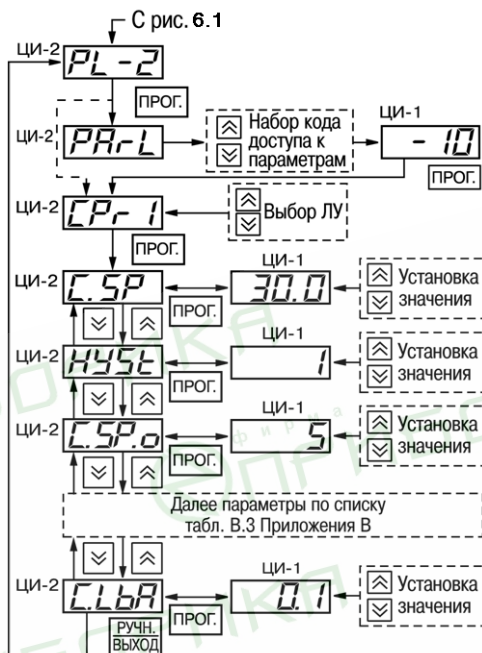 С рис. 6.1
ЦИ-2 PL-2
ПРОГ.
ЦИ-2 PArL
Набор кода
доступа к
параметрам
ЦИ-1
- 10
ПРОГ.
ЦИ-2 CPr 1
Выбор ЛУ
ПРОГ.
ЦИ-2 C.SP
ПРОГ.
ЦИ-1
30.0
Установка
значения
ЦИ-2 HYSt
ПРОГ.
ЦИ-1
1
Установка
значения
ЦИ-2 C.SP.o
ПРОГ.
ЦИ-1
5
Установка
значения
Далее параметры по списку
табл. В.3 Приложения В
ЦИ-2 C.LbA
ПРОГ.
ЦИ-1
0.1
Установка
значения
РУЧН.
ВЫХОД